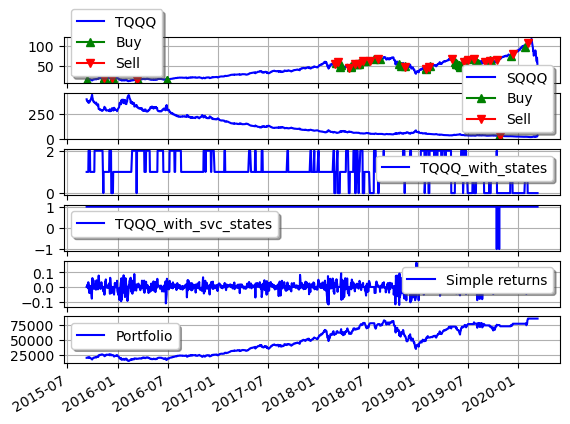 TQQQ
Buy
Sell
100
50
SQQQ
Buy
Sell
250
0
2
1
0
TQQQ_with_states
1
0
−1
TQQQ_with_svc_states
0.1
0.0
−0.1
Simple returns
75000
50000
25000
Portfolio
2015-07
2016-01
2016-07
2017-01
2017-07
2018-01
2018-07
2019-01
2019-07
2020-01